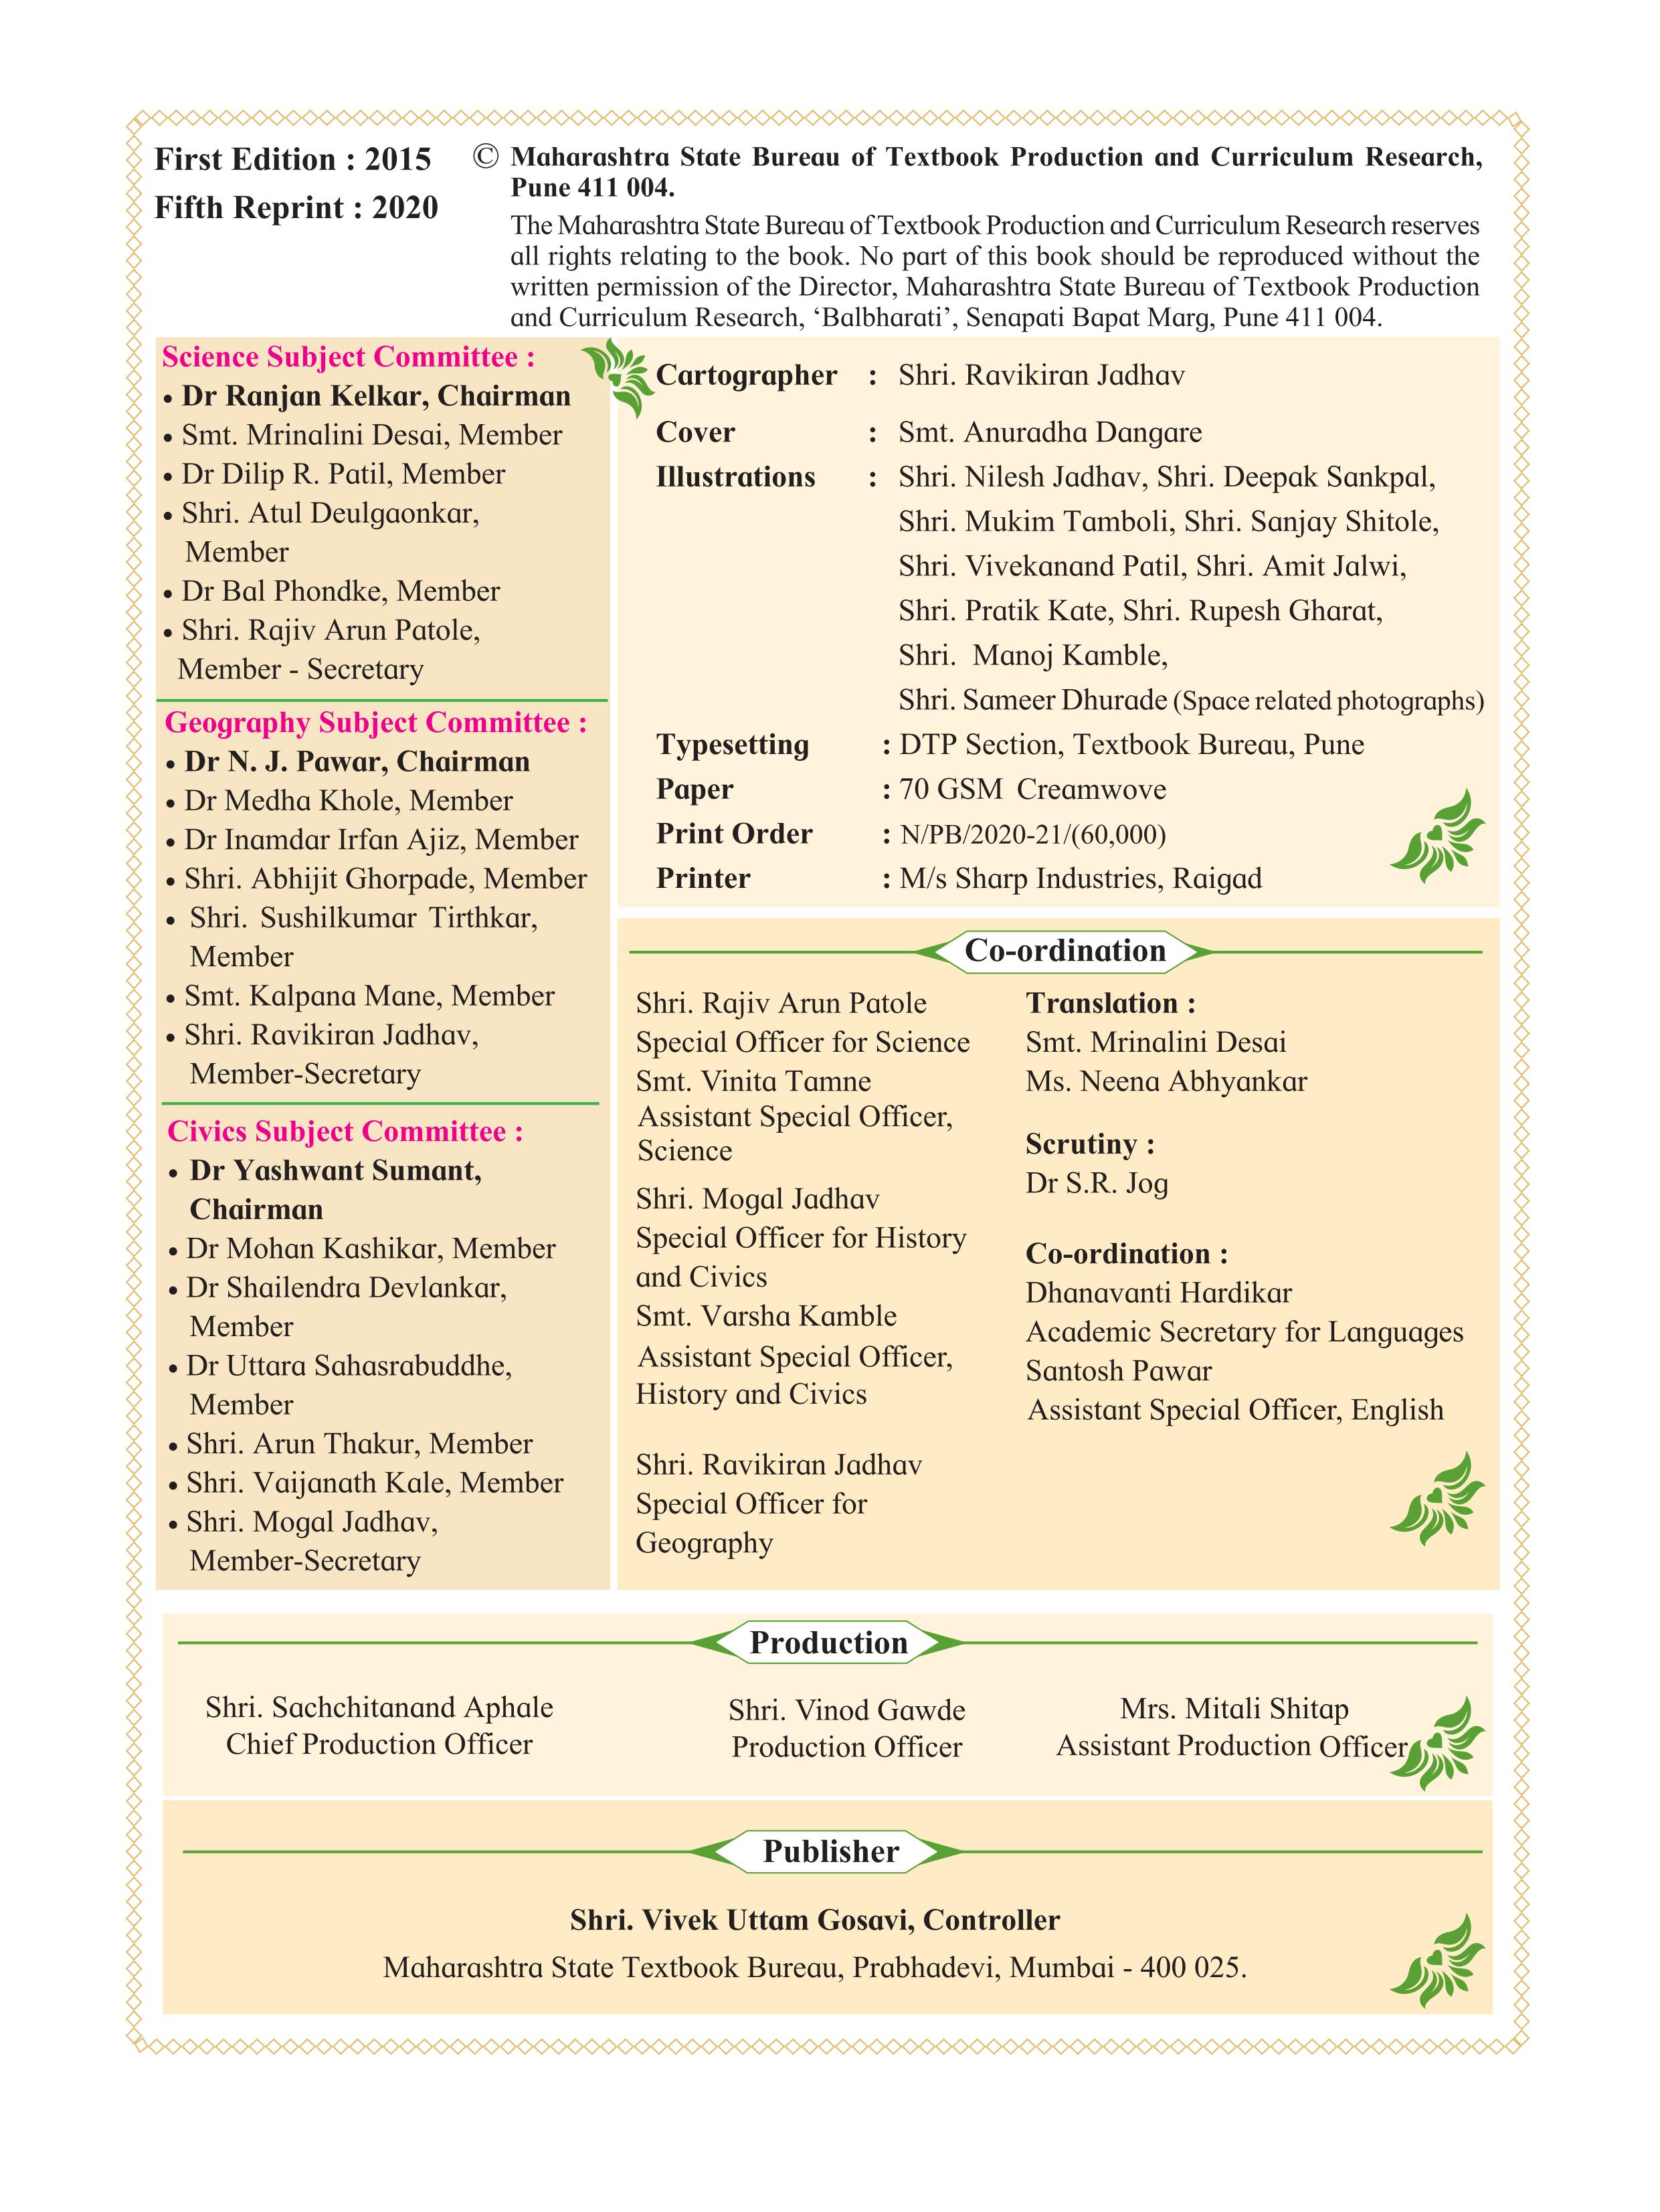 First Edition : 2015
Fifth Reprint : 2020
© Maharashtra State Bureau of Textbook Production and Curriculum Research,
Pune 411 004.
The Maharashtra State Bureau of Textbook Production and Curriculum Research reserves
all rights relating to the book. No part of this book should be reproduced without the
written permission of the Director, Maharashtra State Bureau of Textbook Production
and Curriculum Research, ‘Balbharati’, Senapati Bapat Marg, Pune 411 004.
Science Subject Committee :
• Dr Ranjan Kelkar, Chairman
• Smt. Mrinalini Desai, Member
• Dr Dilip R. Patil, Member
• Shri. Atul Deulgaonkar,
Member
• Dr Bal Phondke, Member
• Shri. Rajiv Arun Patole,
Member - Secretary
Geography Subject Committee :
• Dr N. J. Pawar, Chairman
• Dr Medha Khole, Member
• Dr Inamdar Irfan Ajiz, Member
• Shri. Abhijit Ghorpade, Member
• Shri. Sushilkumar Tirthkar,
Member
• Smt. Kalpana Mane, Member
• Shri. Ravikiran Jadhav,
Member-Secretary
Civics Subject Committee :
• Dr Yashwant Sumant,
Chairman
• Dr Mohan Kashikar, Member
• Dr Shailendra Devlankar,
Member
• Dr Uttara Sahasrabuddhe,
Member
• Shri. Arun Thakur, Member
• Shri. Vaijanath Kale, Member
• Shri. Mogal Jadhav,
Member-Secretary
Cartographer : Shri. Ravikiran Jadhav
Cover : Smt. Anuradha Dangare
Illustrations : Shri. Nilesh Jadhav, Shri. Deepak Sankpal,
Shri. Mukim Tamboli, Shri. Sanjay Shitole,
Shri. Vivekanand Patil, Shri. Amit Jalwi,
Shri. Pratik Kate, Shri. Rupesh Gharat,
Shri. Manoj Kamble,
Shri. Sameer Dhurade (Space related photographs)
Typesetting : DTP Section, Textbook Bureau, Pune
Paper : 70 GSM Creamwove
Print Order : N/PB/2020-21/(60,000)
Printer : M/s Sharp Industries, Raigad
Co-ordination
Shri. Rajiv Arun Patole
Special Officer for Science
Smt. Vinita Tamne
Assistant Special Officer,
Science
Shri. Mogal Jadhav
Special Officer for History
and Civics
Smt. Varsha Kamble
Assistant Special Officer,
History and Civics
Shri. Ravikiran Jadhav
Special Officer for
Geography
Translation :
Smt. Mrinalini Desai
Ms. Neena Abhyankar
Scrutiny :
Dr S.R. Jog
Co-ordination :
Dhanavanti Hardikar
Academic Secretary for Languages
Santosh Pawar
Assistant Special Officer, English
Production
Shri. Sachchitanand Aphale
Chief Production Officer
Shri. Vinod Gawde
Production Officer
Mrs. Mitali Shitap
Assistant Production Officer
Publisher
Shri. Vivek Uttam Gosavi, Controller
Maharashtra State Textbook Bureau, Prabhadevi, Mumbai - 400 025.